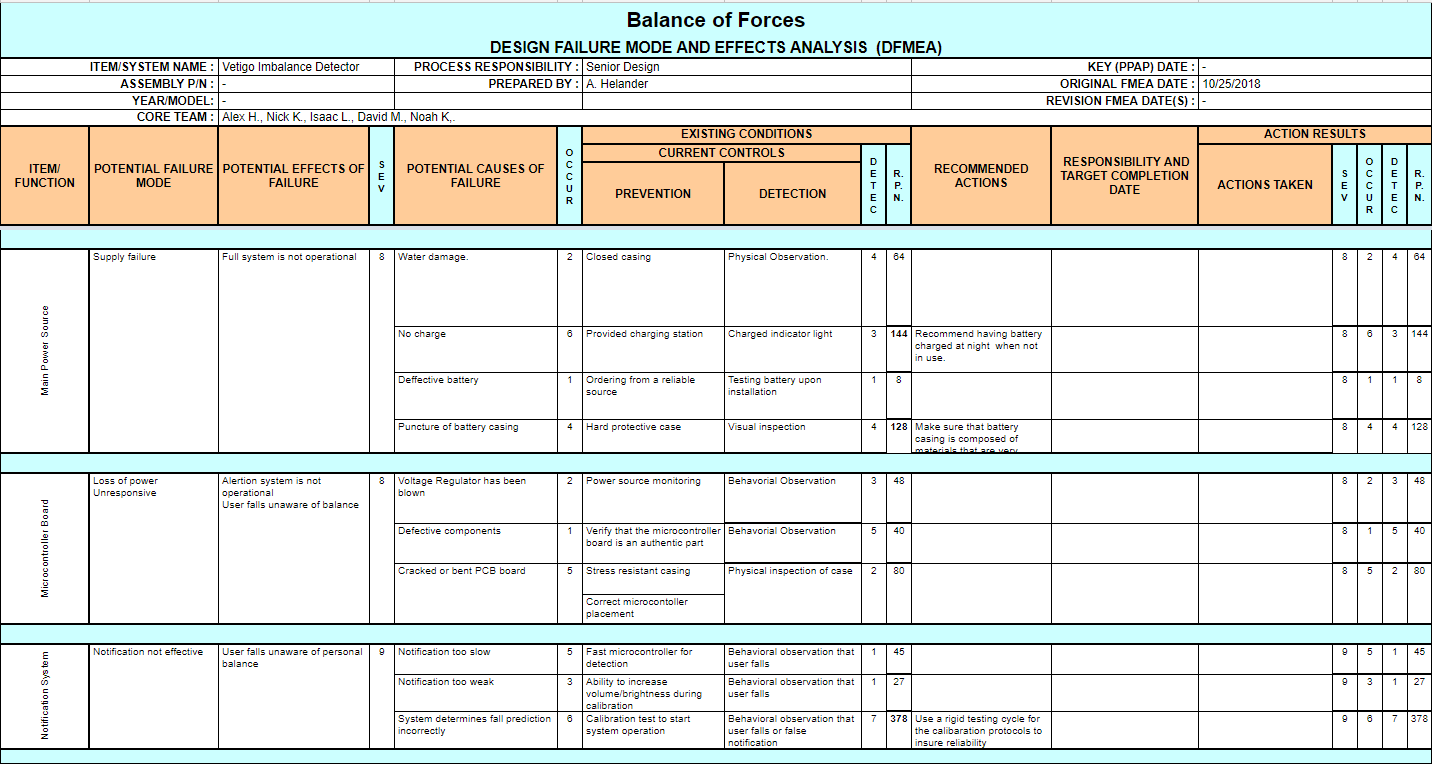 Balance of Forces
DESIGN FAILURE MODE AND EFFECTS ANALYSIS (DFMEA)
ITEM/SYSTEM NAME : Vetigo Imbalance Detector PROCESS RESPONSIBILITY : Senior Design KEY (PPAP) DATE : -
ASSEMBLY P/N : - PREPARED BY : A. Helander ORIGINAL FMEA DATE : 10/25/2018
YEAR/MODEL: - REVISION FMEA DATE(S) : -
CORE TEAM : Alex H., Nick K., Isaac L., David M., Noah K,.
ITEM/
FUNCTION
POTENTIAL FAILURE
MODE
POTENTIAL EFFECTS OF
FAILURE
SEV
POTENTIAL CAUSES OF
FAILURE
OCCUR
EXISTING CONDITIONS
CURRENT CONTROLS
PREVENTION
DETECTION
DETEC
R.P.N.
RECOMMENDED
ACTIONS
RESPONSIBILITY AND
TARGET COMPLETION
DATE
ACTION RESULTS
ACTIONS TAKEN
SEV
OCCUR
DETEC
R.P.N.
Main Power Source
Supply failure
Full system is not operational
8
Water damage. 2 Closed casing Physical Observation. 4 64 8 2 4 64
No charge 6 Provided charging station Charged indicator light 3 144 Recommend having battery 8 6 3 144
charged at night when not
in use.
Deffective battery 1 Ordering from a reliable Testing battery upon 1 8 8 1 1 8
source installation
Puncture of battery casing 4 Hard protective case Visual inspection 4 128 Make sure that battery 8 4 4 128
casing is composed of
materials that are very
Microcontroller Board
Loss of power
Unresponsive
Alertion system is not
operational
User falls unaware of balance
8
Voltage Regulator has been 2 Power source monitoring Behavorial Observation 3 48 8 2 3 48
blown
Defective components 1 Verify that the microcontroller Behavorial Observation 5 40 8 1 5 40
board is an authentic part
Cracked or bent PCB board 5 Stress resistant casing Physical inspection of case 2 80 8 5 2 80
Correct microcontoller
placement
Notification System
Notification not effective
User falls unaware of personal
balance
9
Notification too slow 5 Fast microcontroller for Behavioral observation that 1 45 9 5 1 45
detection user falls
Notification too weak 3 Ability to increase Behavioral observation that 1 27 9 3 1 27
volume/brightness during user falls
calibration
System determines fall prediction 6 Calibration test to start Behavioral observation that 7 378 Use a rigid testing cycle for 9 6 7 378
incorrectly system operation user falls or false the calibaration protocols to
notification insure reliability